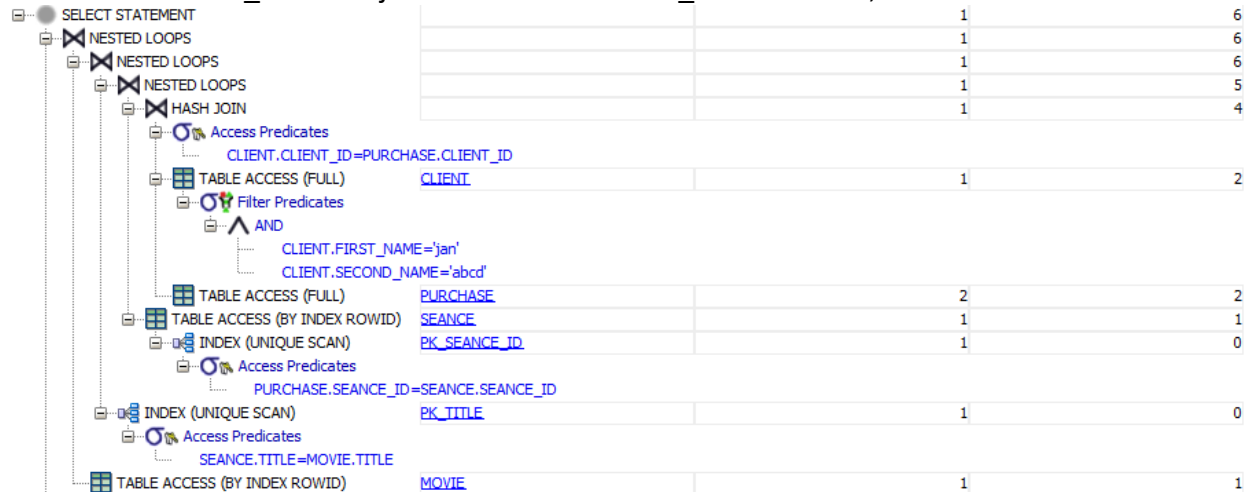 SELECT STATEMENT 1 6
NESTED LOOPS 1 6
NESTED LOOPS 1 6
NESTED LOOPS 1 5
HASH JOIN 1 4
Access Predicates
CLIENT.CLIENT_ID=PURCHASE.CLIENT_ID
TABLE ACCESS (FULL) CLIENT 1 2
Filter Predicates
AND
CLIENT.FIRST_NAME='jan'
CLIENT.SECOND_NAME='abcd'
TABLE ACCESS (FULL) PURCHASE 2 2
TABLE ACCESS (BY INDEX ROWID) SEANCE 1 1
INDEX (UNIQUE SCAN) PK_SEANCE_ID 1 0
Access Predicates
PURCHASE.SEANCE_ID=SEANCE.SEANCE_ID
INDEX (UNIQUE SCAN) PK_TITLE 1 0
Access Predicates
SEANCE.TITLE=MOVIE.TITLE
TABLE ACCESS (BY INDEX ROWID) MOVIE 1 1